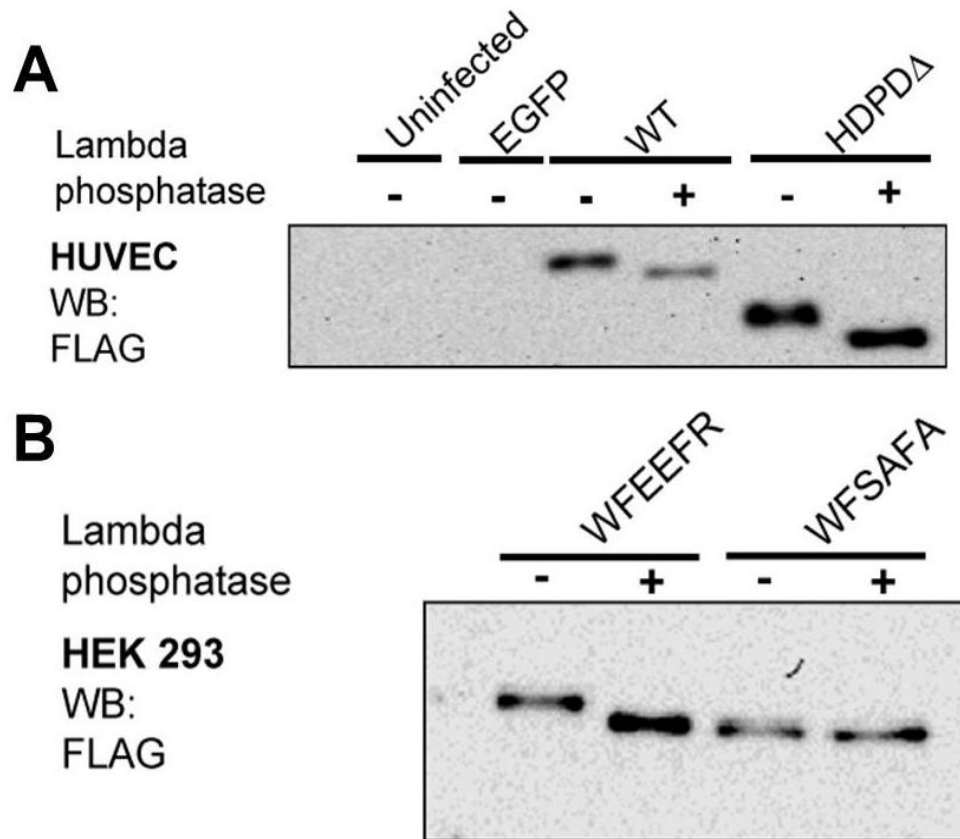 A
Uninfected
EGFP
WT
HDPDΔ
Lambda
phosphatase
- - - + - +
HUVEC
WB:
FLAG
B
WFEEFR
WFSAFA
Lambda
phosphatase
- + - +
HEK 293
WB:
FLAG